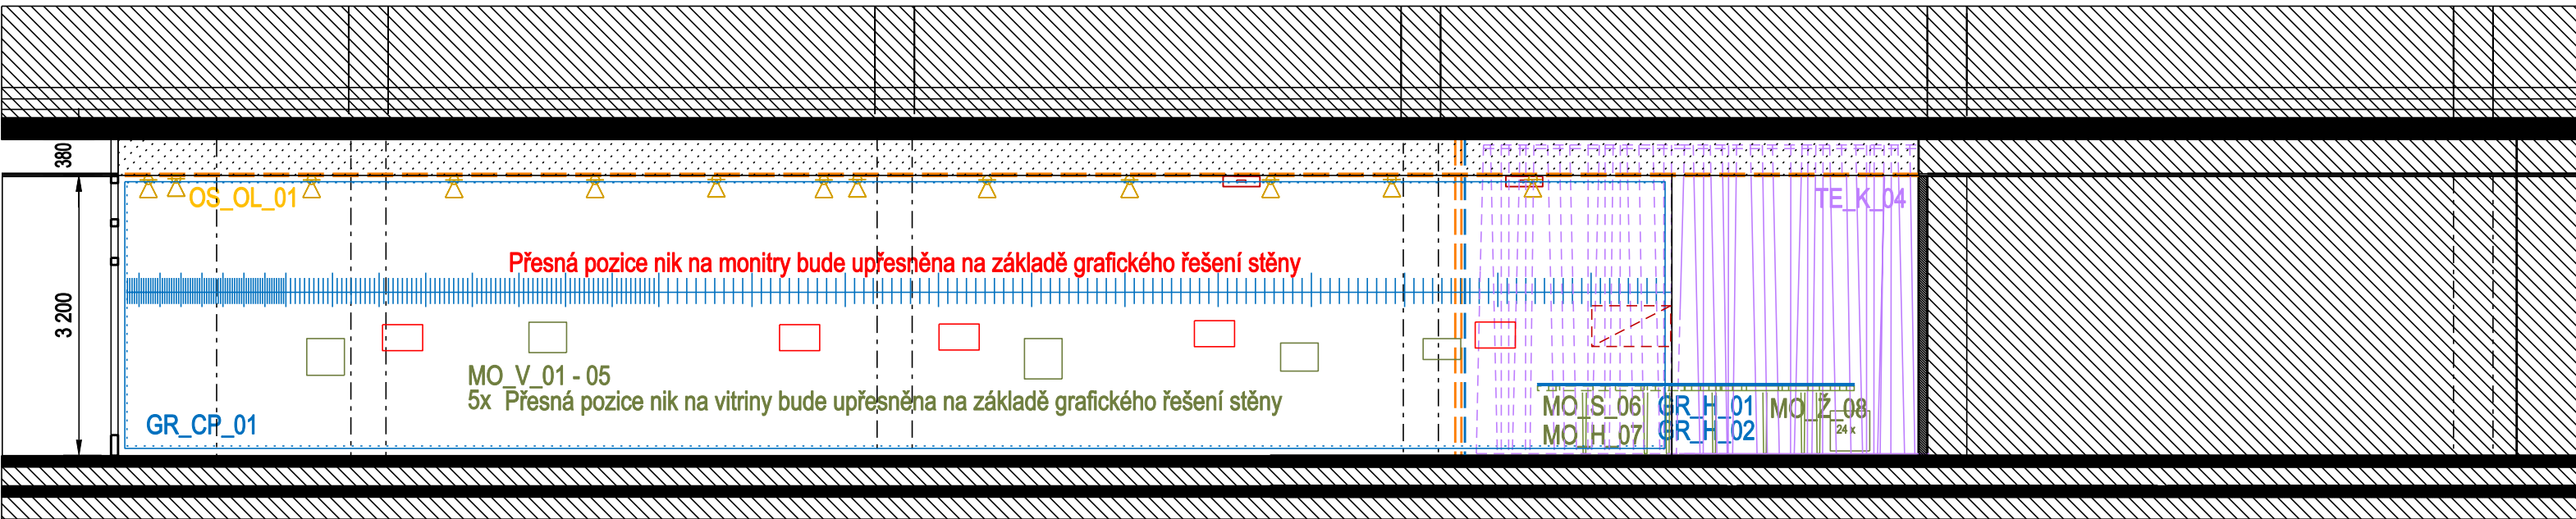 380
OS_OL_01
TE_K_04
Přesná pozice nik na monitry bude upřesněna na základě grafického řešení stěny
3 200
MO_V_01 - 05
5x Přesná pozice nik na vitriny bude upřesněna na základě grafického řešení stěny
GR_CP_01
MO_S_06 GR_H_01 MO_Ž_08
MO_H_07 GR_H_02 24 x